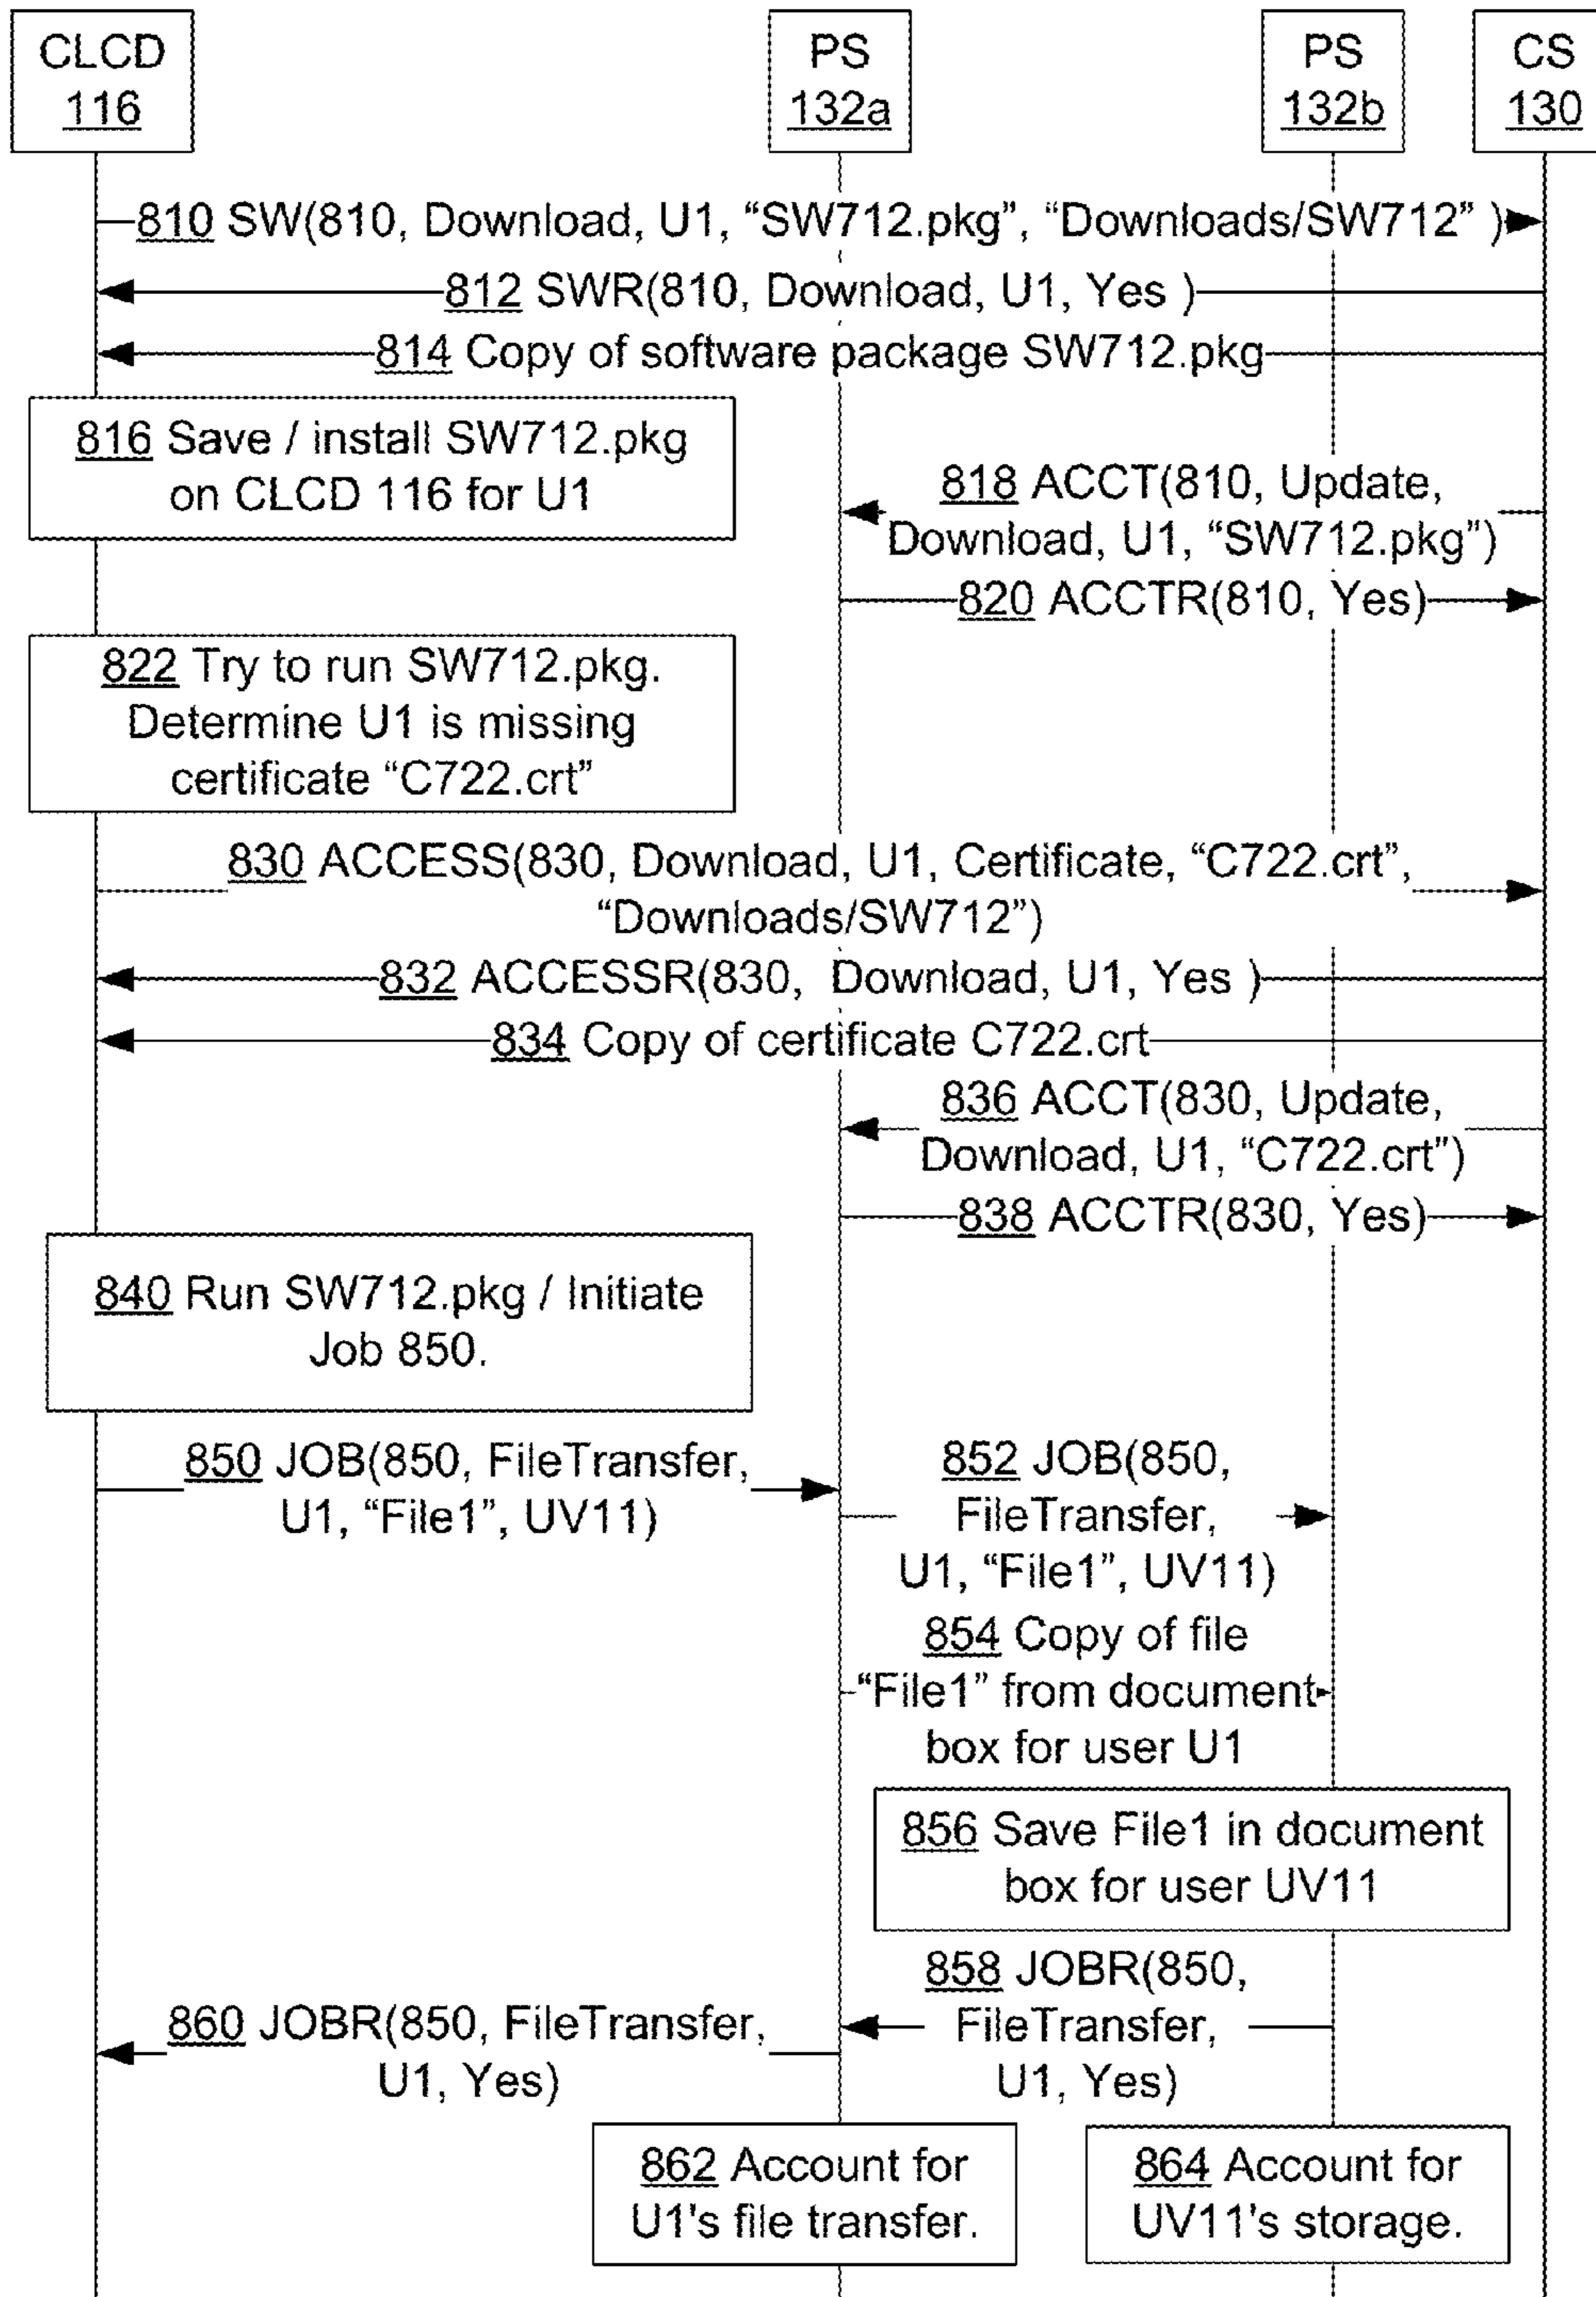 CLCD
116
PS
132a
PS
132b
CS
130
810 SW(810, Download, U1, “SW712.pkg”, “Downloads/SW712” )
812 SWR(810, Download, U1, Yes )
814 Copy of software package SW712.pkg
816 Save / install SW712.pkg
on CLCD 116 for U1
818 ACCT(810, Update,
Download, U1, “SW712.pkg”)
820 ACCTR(810, Yes)
822 Try to run SW712.pkg.
Determine U1 is missing
certificate “C722.crt”
830 ACCESS(830, Download, U1, Certificate, “C722.crt”,
“Downloads/SW712”)
832 ACCESSR(830, Download, U1, Yes )
834 Copy of certificate C722.crt
836 ACCT(830, Update,
Download, U1, “C722.crt”)
838 ACCTR(830, Yes)
840 Run SW712.pkg / Initiate
Job 850.
850 JOB(850, FileTransfer,
U1, “File1”, UV11)
852 JOB(850,
FileTransfer,
U1, “File1”, UV11)
854 Copy of file
“File1” from document
box for user U1
856 Save File1 in document
box for user UV11
858 JOBR(850,
FileTransfer,
U1, Yes)
860 JOBR(850, FileTransfer,
U1, Yes)
862 Account for
U1's file transfer.
864 Account for
UV11's storage.